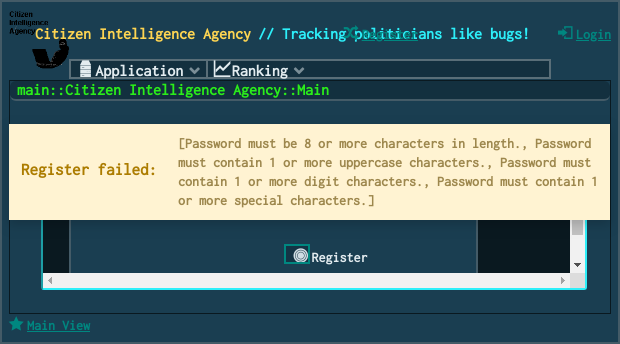 Citizen
Intelligence
Agency
Citizen Intelligence Agency // Tracking politicians like bugs!
Register
Login
Application
Ranking
main::Citizen Intelligence Agency::Main
Register failed:
[Password must be 8 or more characters in length., Password
must contain 1 or more uppercase characters., Password must
contain 1 or more digit characters., Password must contain 1
or more special characters.]
Register
Main View